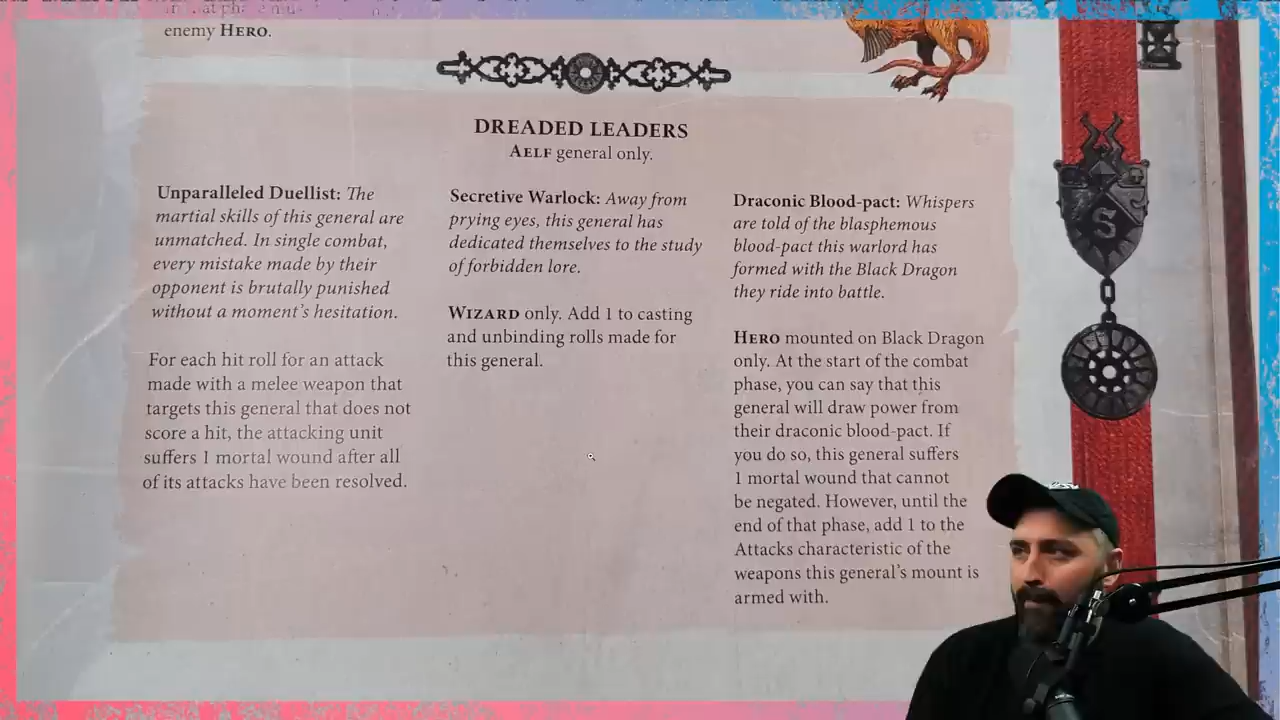 enemy HERO.
DREADED LEADERS
AELF general only.
Unparalleled Duellist: The
martial skills of this general are
unmatched. In single combat,
every mistake made by their
opponent is brutally punished
without a moment's hesitation.
For each hit roll for an attack
made with a melee weapon that
targets this general that does not
score a hit, the attacking unit
suffers 1 mortal wound after all
of its attacks have been resolved.
Secretive Warlock: Away from
prying eyes, this general has
dedicated themselves to the study
of forbidden lore.
WIZARD only. Add 1 to casting
and unbinding rolls made for
this general.
Draconic Blood-pact: Whispers
are told of the blasphemous
blood-pact this warlord has
formed with the Black Dragon
they ride into battle.
HERO mounted on Black Dragon
only. At the start of the combat
phase, you can say that this
general will draw power from
their draconic blood-pact. If
you do so, this general suffers
1 mortal wound that cannot
be negated. However, until the
end of that phase, add 1 to the
Attacks characteristic of the
weapons this general's mount is
armed with.
S